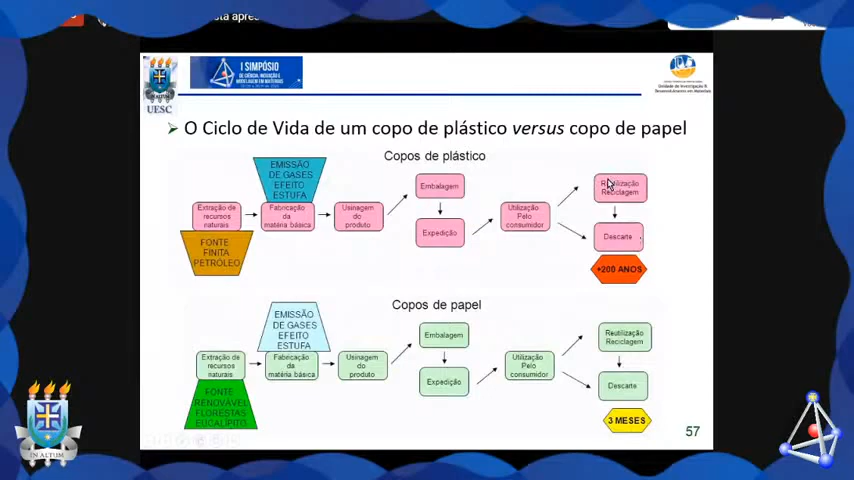 I SIMPÓSIO
DE CIÊNCIA, INOVAÇÃO E
MODELAGEM EM MATERIAIS
UESC
➢ O Ciclo de Vida de um copo de plástico versus copo de papel
Copos de plástico
EMISSÃO
DE GASES
EFEITO
ESTUFA
Extração de
recursos
naturais
Fabricação
da
matéria básica
Usinagem
do
produto
Embalagem
Expedição
Utilização
Pelo
consumidor
Reutilização
Reciclagem
Descarte
FONTE
FINITA
PETRÓLEO
+200 ANOS
Copos de papel
EMISSÃO
DE GASES
EFEITO
ESTUFA
Extração de
recursos
naturais
Fabricação
da
matéria básica
Usinagem
do
produto
Embalagem
Expedição
Utilização
Pelo
consumidor
Reutilização
Reciclagem
Descarte
FONTE
RENOVÁVEL
FLORESTAS
EUCALÍPITO
3 MESES
57
IN ALTUM